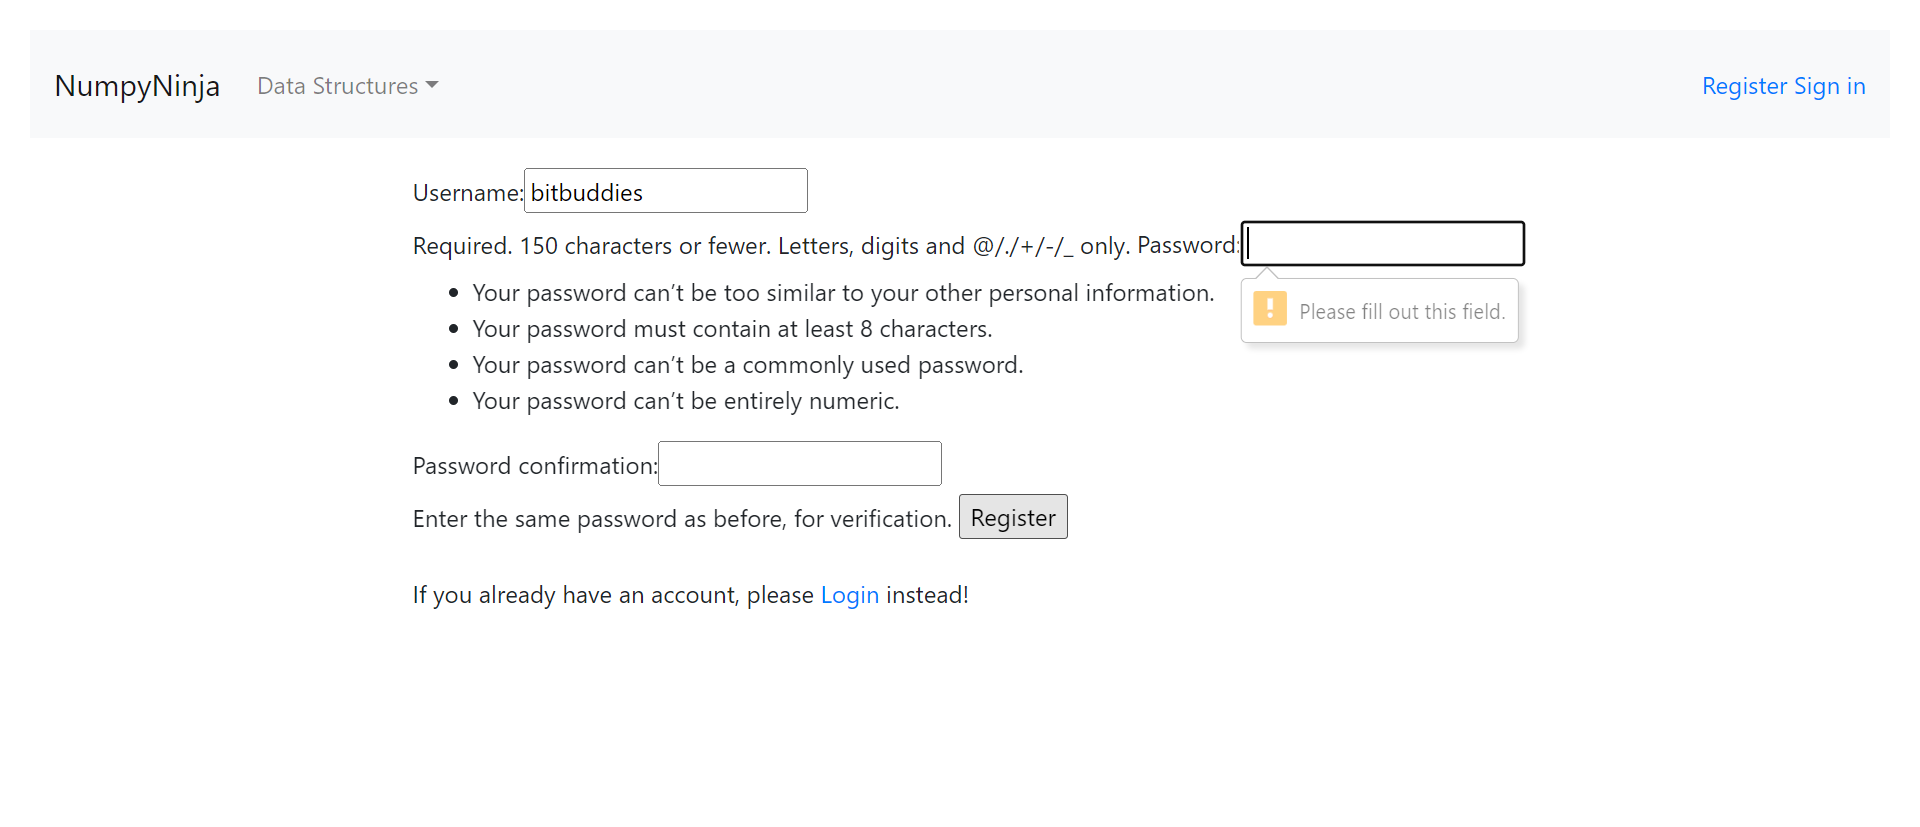 NumpyNinja Data Structures Register Sign in
Username: bitbuddies
Required. 150 characters or fewer. Letters, digits and @/./+/-/_ only. Password:
Please fill out this field.
Your password can’t be too similar to your other personal information.
Your password must contain at least 8 characters.
Your password can’t be a commonly used password.
Your password can’t be entirely numeric.
Password confirmation:
Enter the same password as before, for verification. Register
If you already have an account, please Login instead!